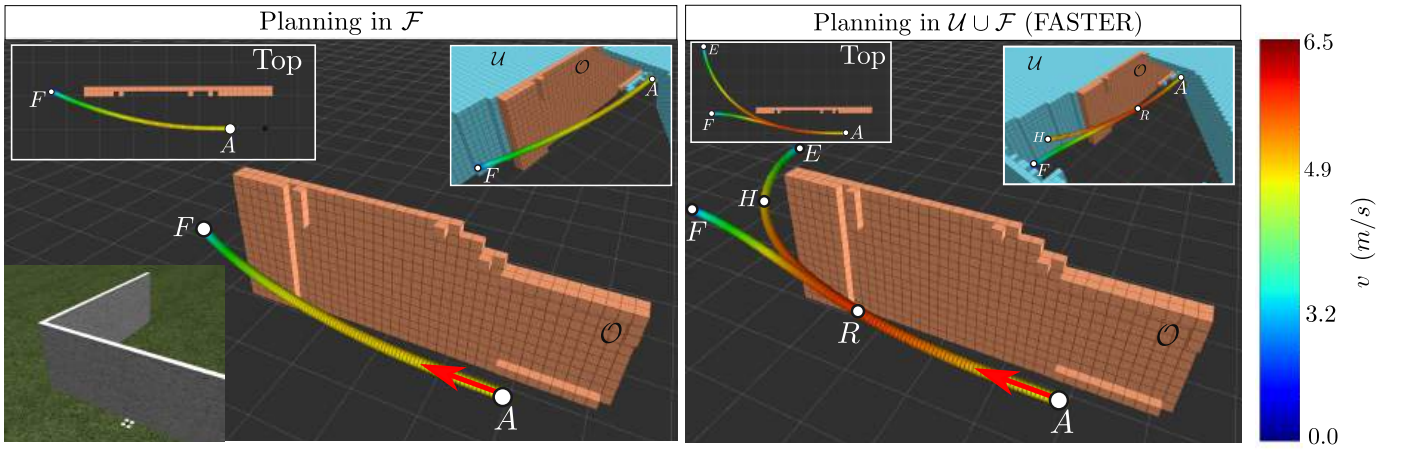 Planning in ℱ
Top
F
A
𝒰
𝒪
A
F
F
𝒪
A
Planning in 𝒰 ∪ ℱ (FASTER)
E
Top
F
A
𝒰
𝒪
A
R
H
F
E
H
F
R
𝒪
A
6.5
4.9
3.2
0.0
v (m/s)